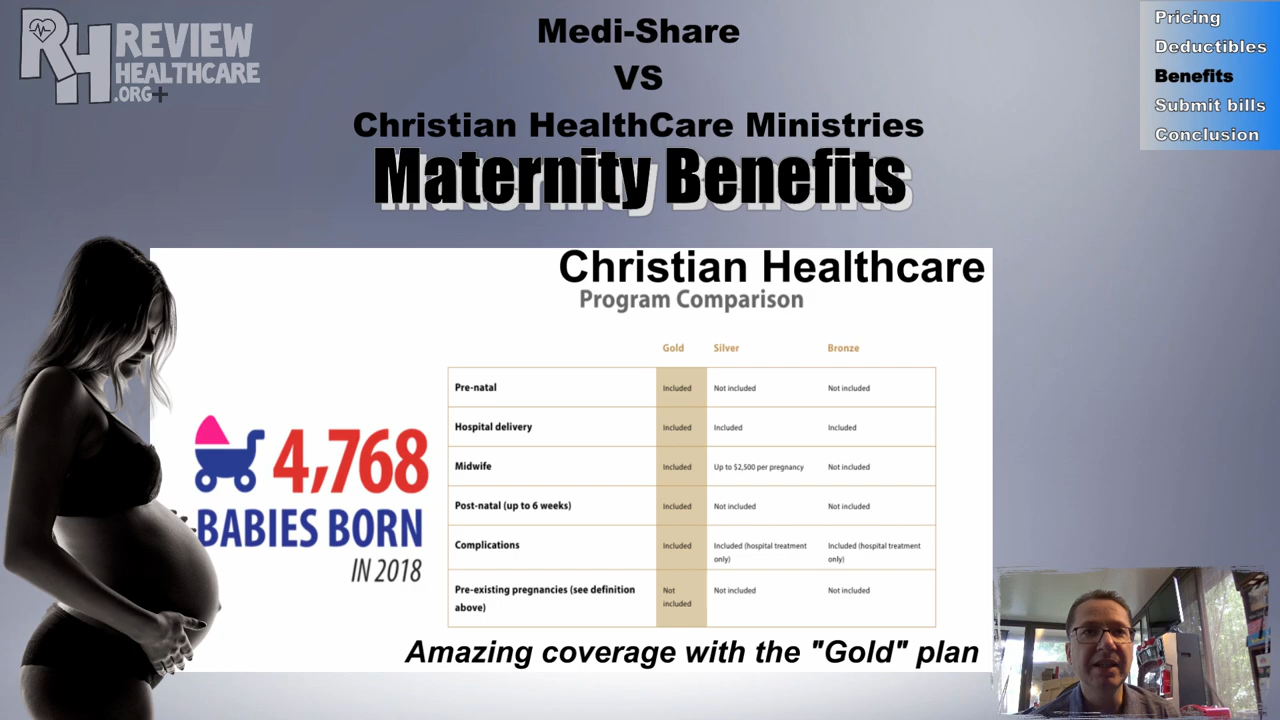 RH REVIEW
HEALTHCARE
.ORG+
Medi-Share
VS
Christian HealthCare Ministries
Maternity Benefits
Pricing
Deductibles
Benefits
Submit bills
Conclusion
Christian Healthcare
Program Comparison
Gold Silver Bronze
Pre-natal Included Not included Not included
Hospital delivery Included Included Included
Midwife Included Up to $2,500 per pregnancy Not included
Post-natal (up to 6 weeks) Included Not included Not included
Complications Included Included (hospital treatment only) Included (hospital treatment only)
Pre-existing pregnancies (see definition above) Not included Not included Not included
4,768
BABIES BORN
IN 2018
Amazing coverage with the "Gold" plan